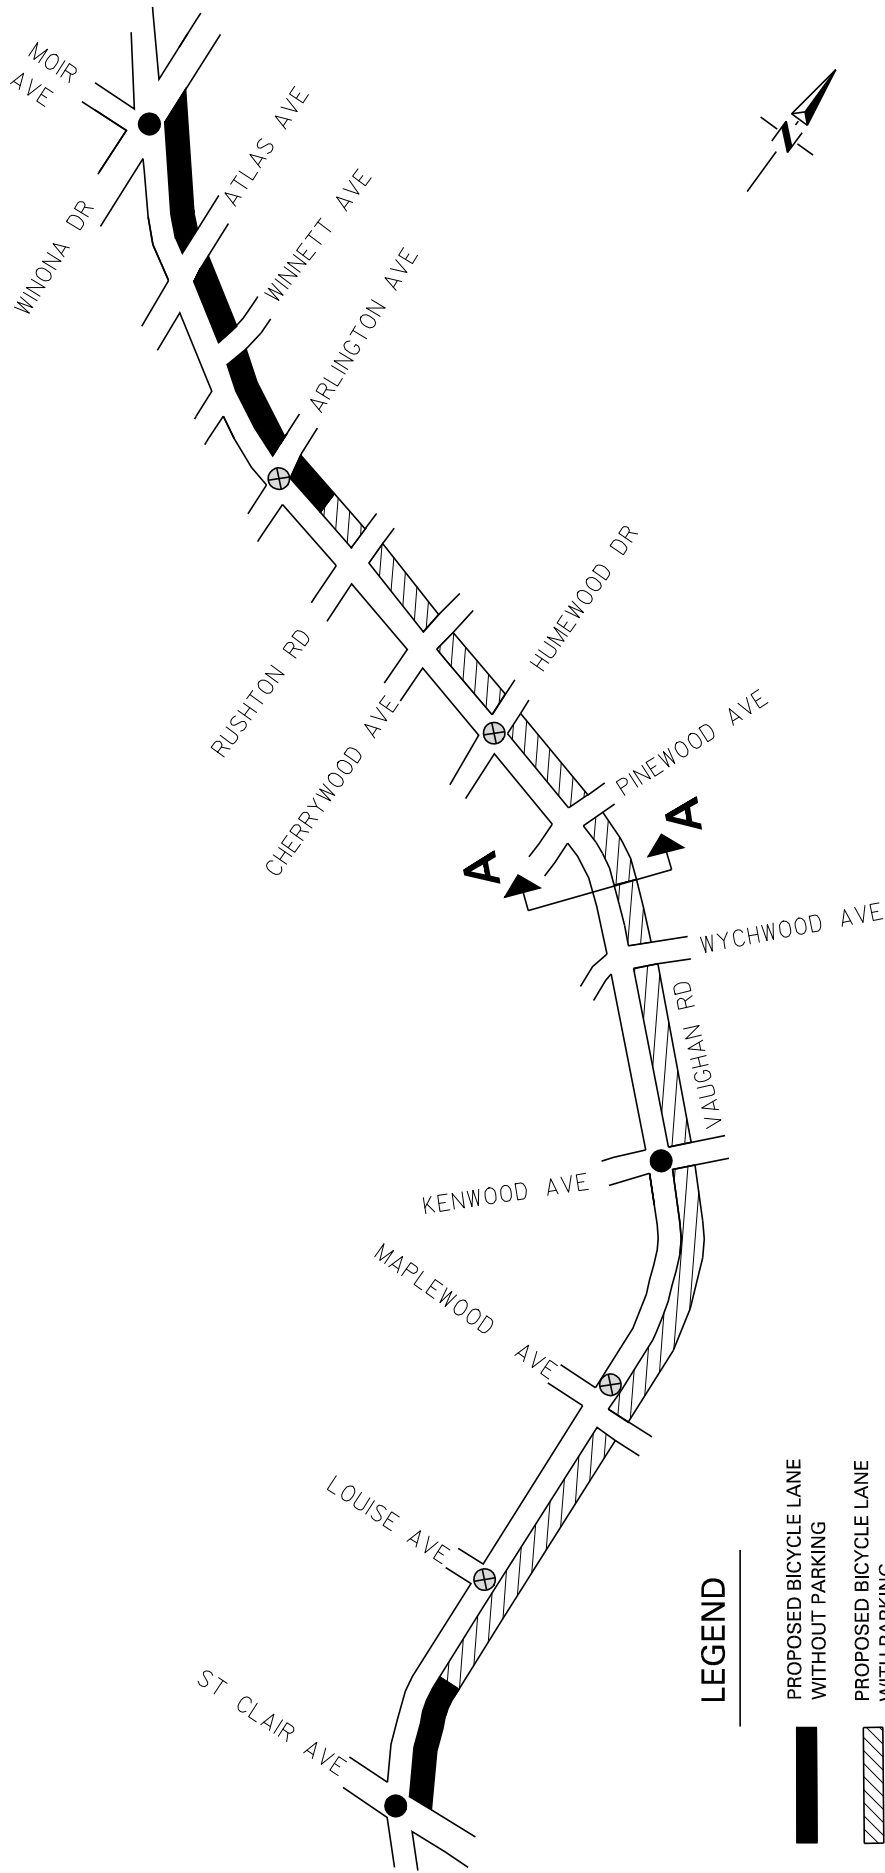 MOIR
AVE
WINONA DR
ATLAS AVE
WINNETT AVE
ARLINGTON AVE
N
RUSHTON RD
CHERRYWOOD AVE
HUMEWOOD DR
PINEWOOD AVE
A
A
WYCHWOOD AVE
VAUGHAN RD
KENWOOD AVE
MAPLEWOOD AVE
LOUISE AVE
ST CLAIR AVE
LEGEND
PROPOSED BICYCLE LANE
WITHOUT PARKING
PROPOSED BICYCLE LANE
WITH PARKING